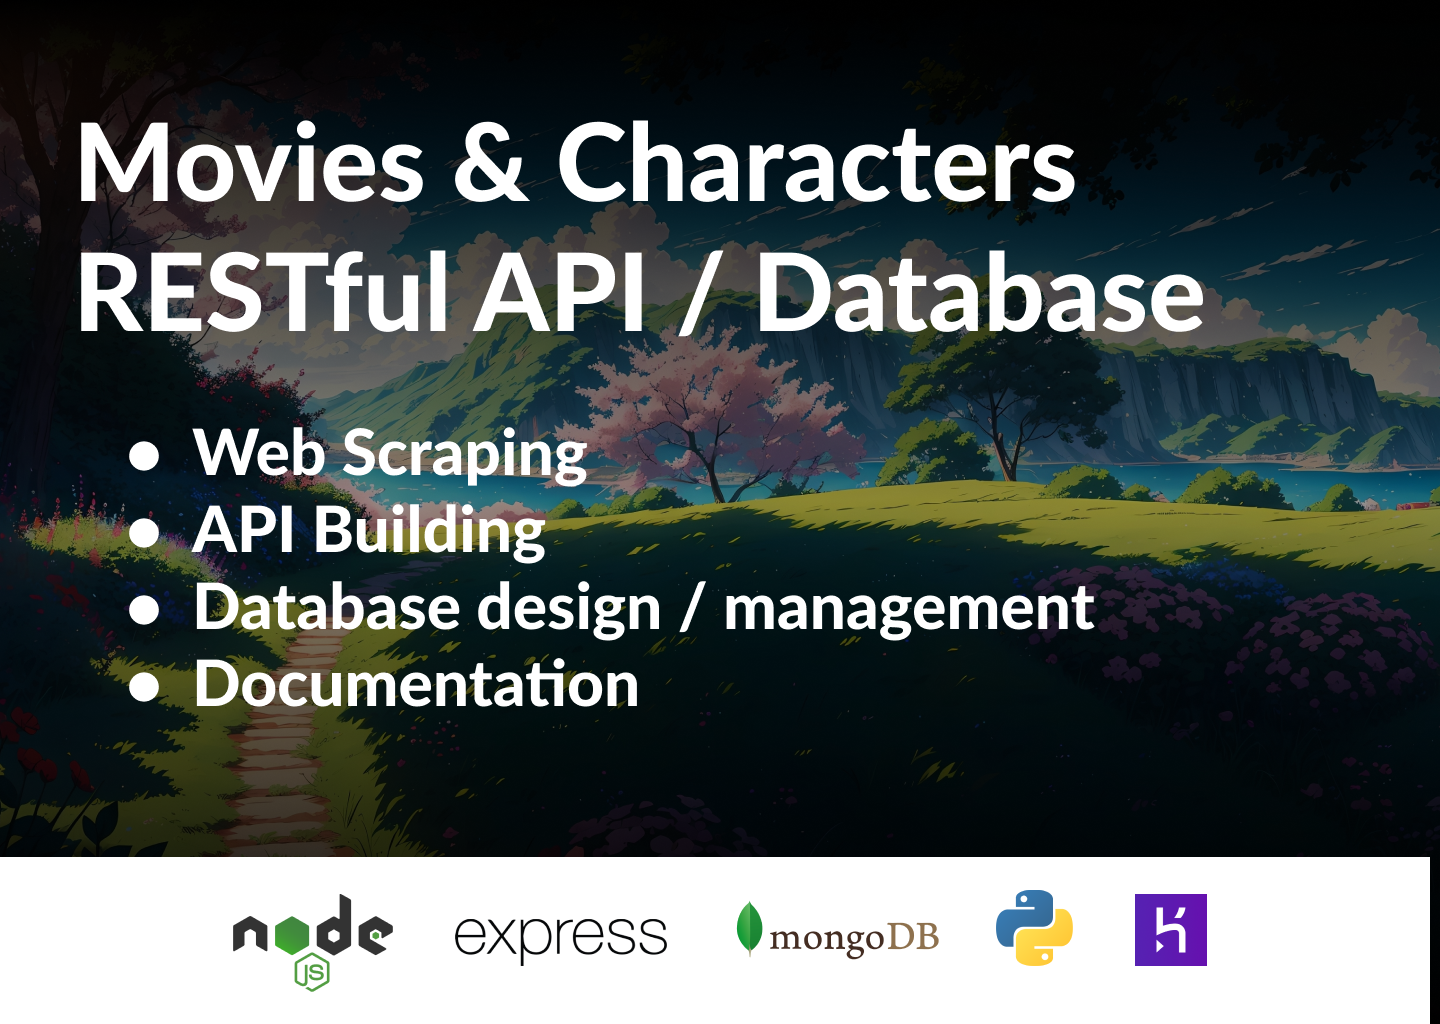 Movies & Characters
RESTful API / Database
● Web Scraping
● API Building
● Database design / management
● Documentation
node
JS
express
mongoDB